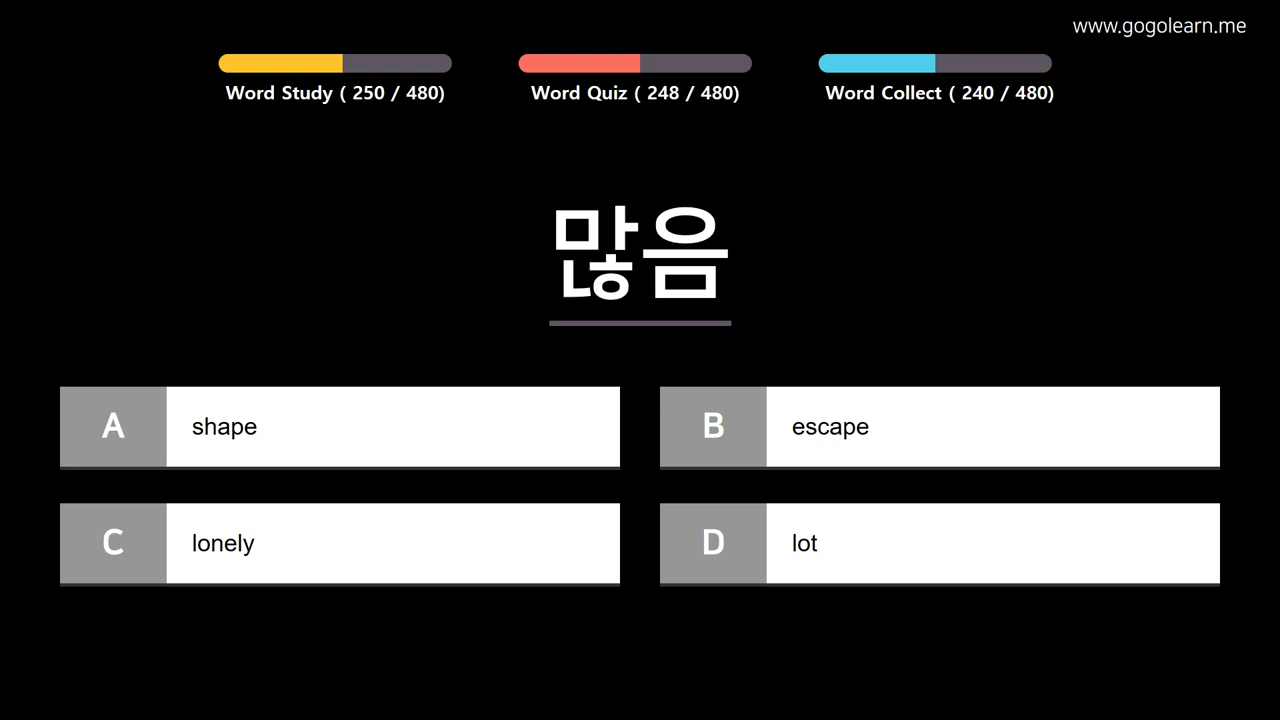 www.gogolearn.me
Word Study ( 250 / 480)
Word Quiz ( 248 / 480)
Word Collect ( 240 / 480)
많음
A shape
B escape
C lonely
D lot